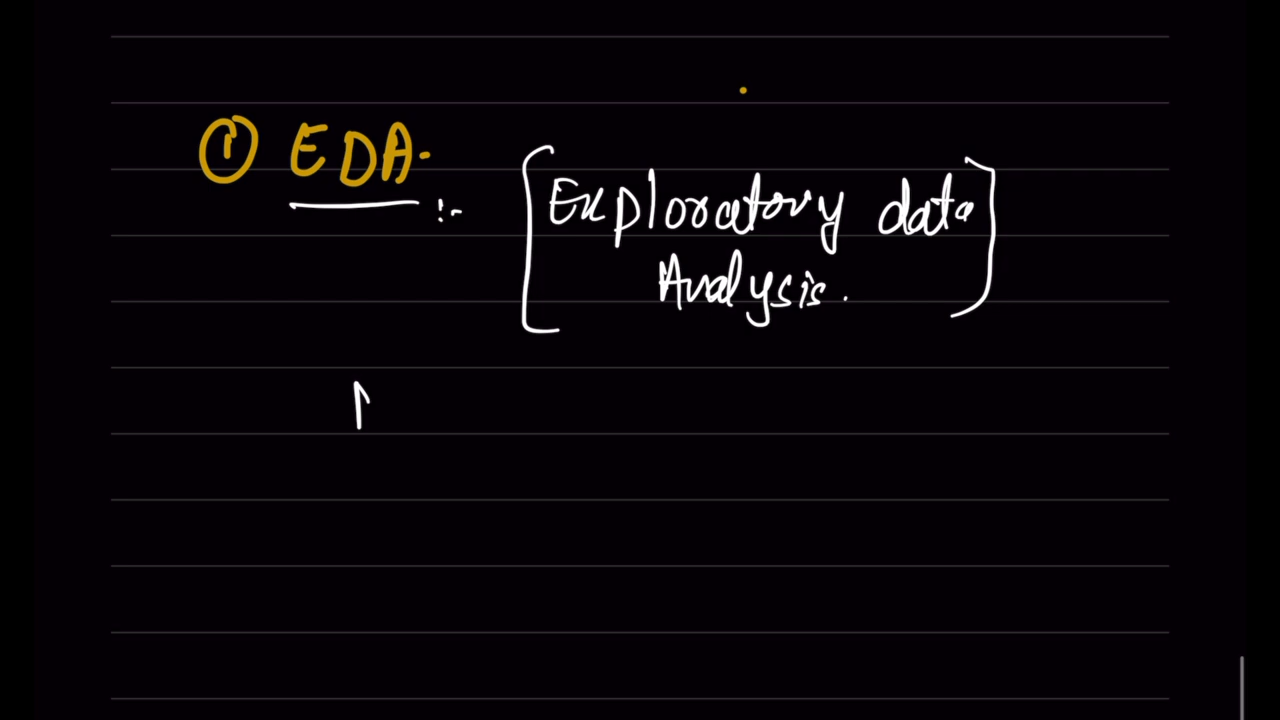 ① EDA. :- [Exploratory data
Analysis.]